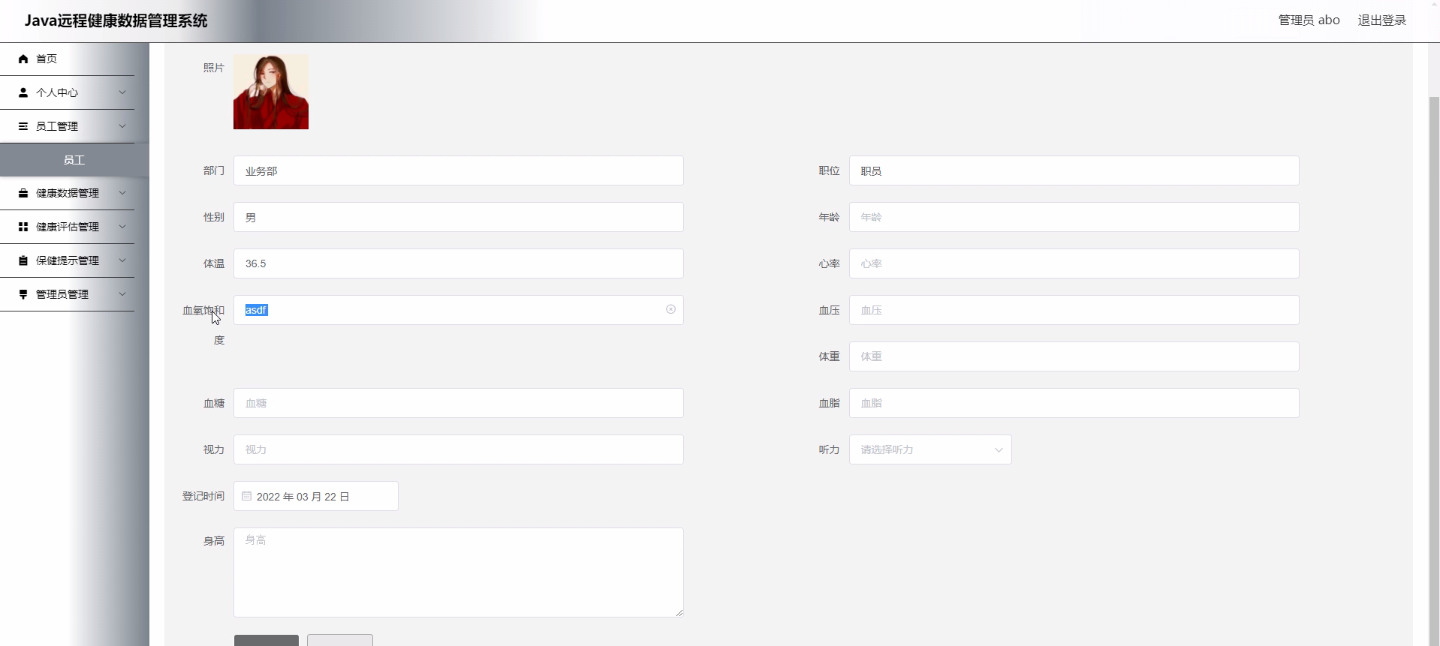 Java远程健康数据管理系统
管理员 abo 退出登录
首页
个人中心
员工管理
员工
健康数据管理
健康评估管理
保健提示管理
管理员管理
照片
部门 业务部
职位 职员
性别 男
年龄 年龄
体温 36.5
心率 心率
血氧饱和
度
asdf
血压 血压
体重 体重
血糖 血糖
血脂 血脂
视力 视力
听力 请选择听力
登记时间 2022 年 03 月 22 日
身高 身高